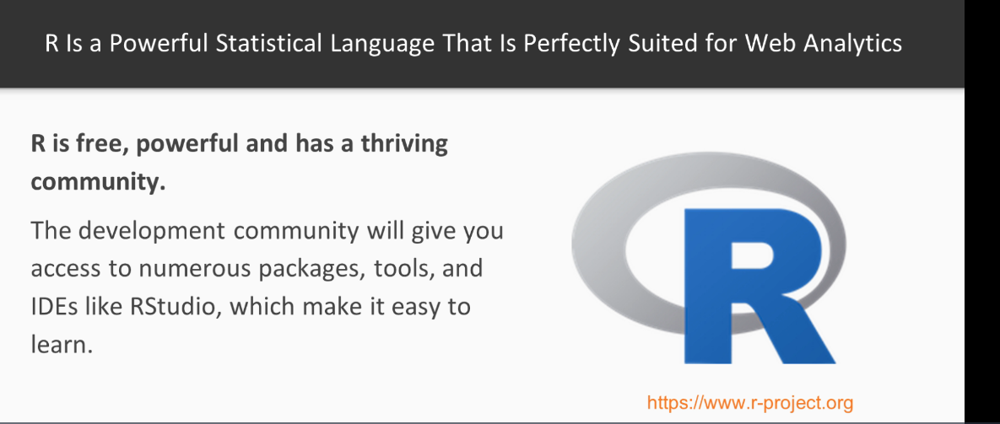 R Is a Powerful Statistical Language That Is Perfectly Suited for Web Analytics
R is free, powerful and has a thriving
community.
The development community will give you
access to numerous packages, tools, and
IDEs like RStudio, which make it easy to
learn.
R
https://www.r-project.org